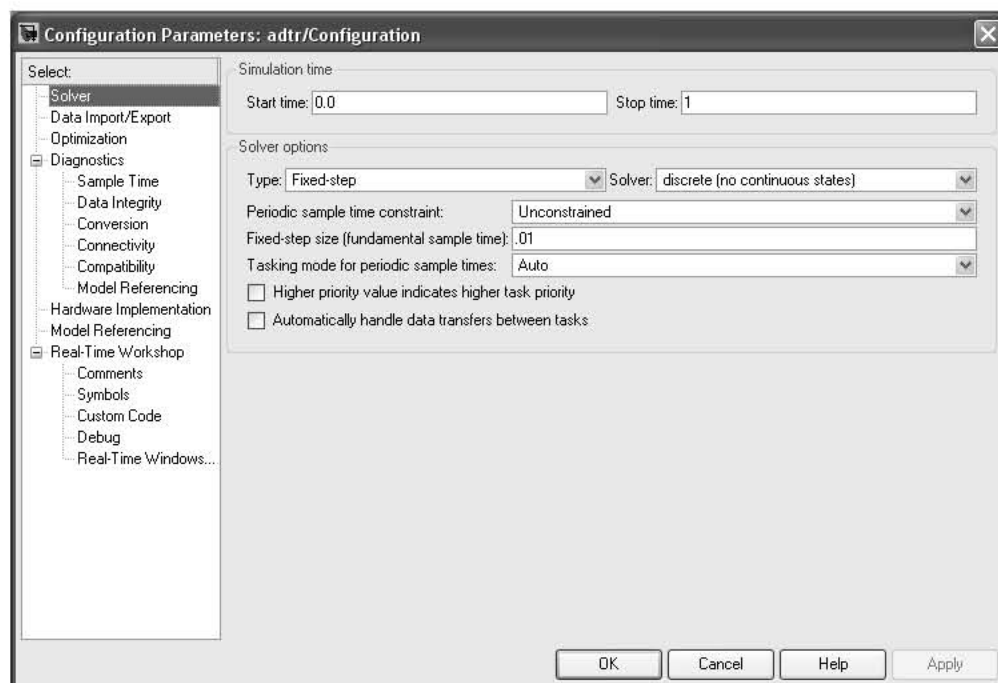 Configuration Parameters: adtr/Configuration
Select:
Solver
Data Import/Export
Optimization
Diagnostics
Sample Time
Data Integrity
Conversion
Connectivity
Compatibility
Model Referencing
Hardware Implementation
Model Referencing
Real-Time Workshop
Comments
Symbols
Custom Code
Debug
Real-Time Windows...
Simulation time
Start time: 0.0 Stop time: 1
Solver options
Type: Fixed-step Solver: discrete (no continuous states)
Periodic sample time constraint: Unconstrained
Fixed-step size (fundamental sample time): .01
Tasking mode for periodic sample times: Auto
Higher priority value indicates higher task priority
Automatically handle data transfers between tasks
OK Cancel Help Apply